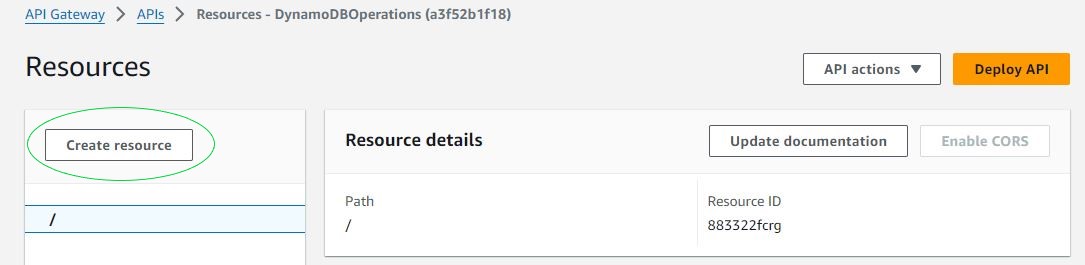 API Gateway > APIs > Resources - DynamoDBOperations (a3f52b1f18)
Resources
API actions ▼
Deploy API
Create resource
Resource details
Update documentation
Enable CORS
/
Path
/
Resource ID
883322fcrg